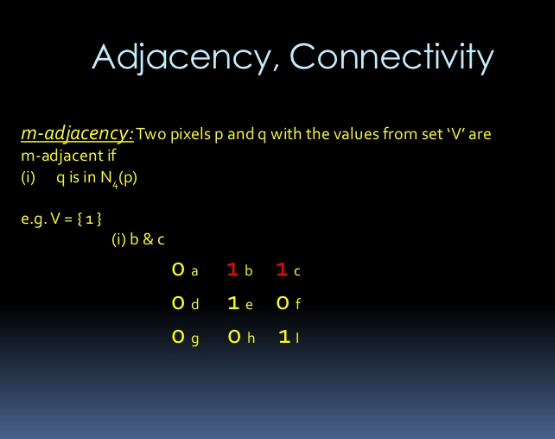 Adjacency, Connectivity
m-adjacency: Two pixels p and q with the values from set ‘V’ are
m-adjacent if
(i) q is in N4(p)
e.g. V = { 1 }
(i) b & c
0 a 1 b 1 c
0 d 1 e 0 f
0 g 0 h 1 I